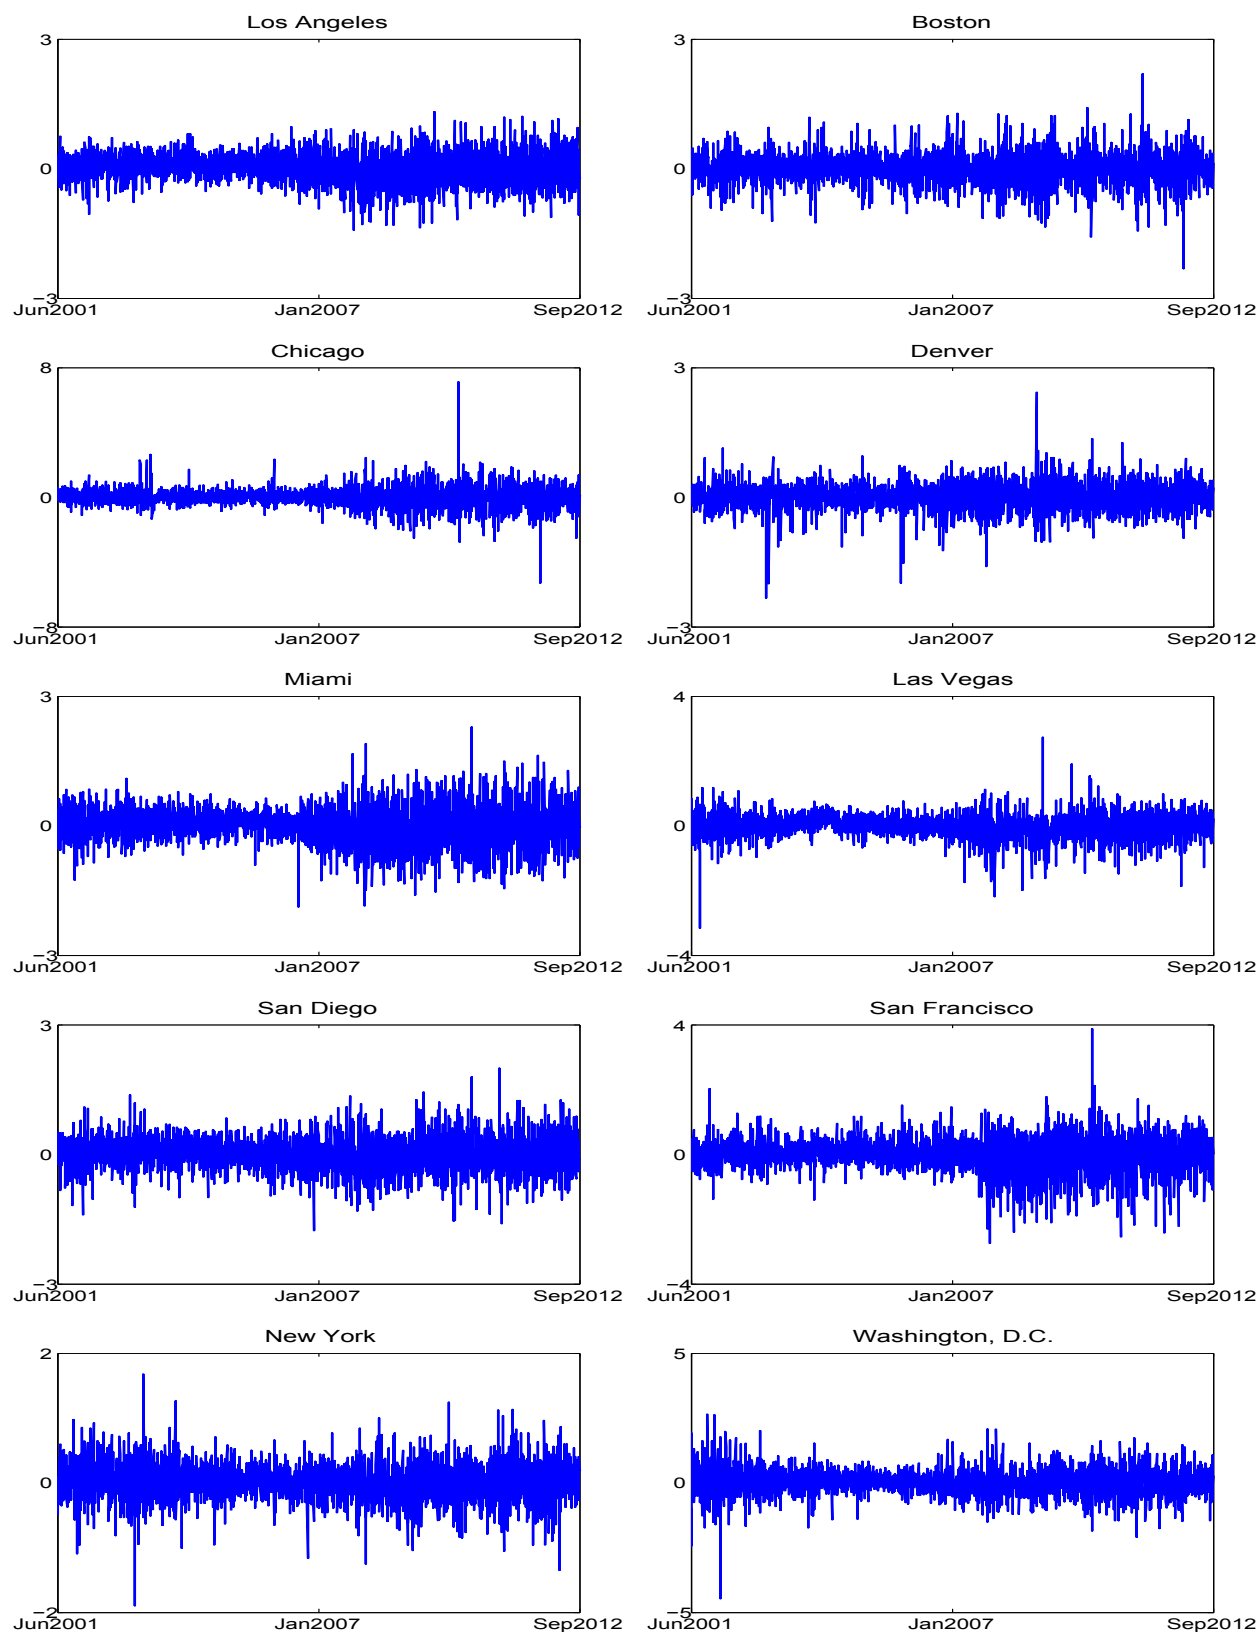 Los Angeles
3
0
−3
Jun2001 Jan2007 Sep2012
Boston
3
0
−3
Jun2001 Jan2007 Sep2012
Chicago
8
0
−8
Jun2001 Jan2007 Sep2012
Denver
3
0
−3
Jun2001 Jan2007 Sep2012
Miami
3
0
−3
Jun2001 Jan2007 Sep2012
Las Vegas
4
0
−4
Jun2001 Jan2007 Sep2012
San Diego
3
0
−3
Jun2001 Jan2007 Sep2012
San Francisco
4
0
−4
Jun2001 Jan2007 Sep2012
New York
2
0
−2
Jun2001 Jan2007 Sep2012
Washington, D.C.
5
0
−5
Jun2001 Jan2007 Sep2012